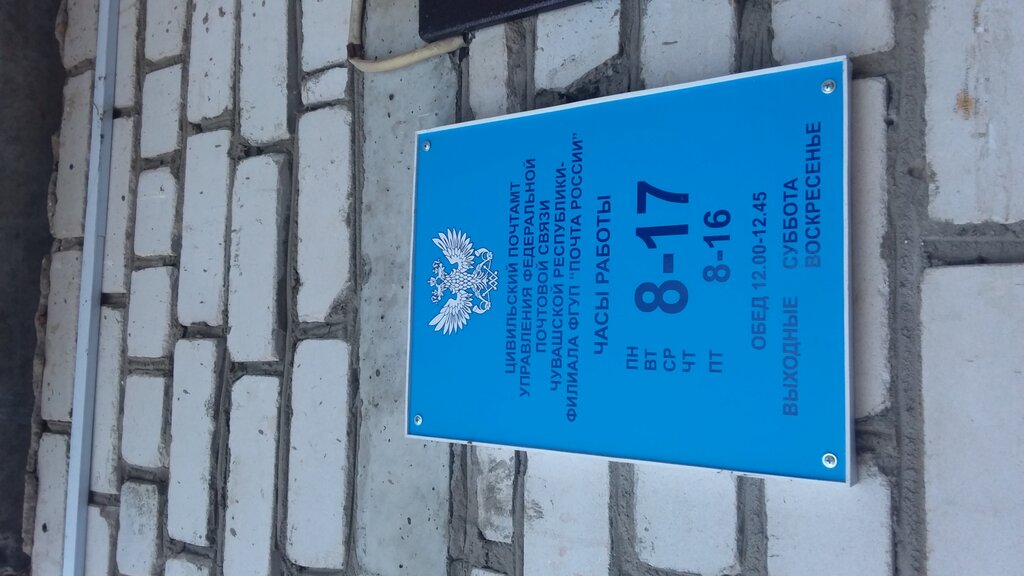 ЦИВИЛЬСКИЙ ПОЧТАМТ
УПРАВЛЕНИЯ ФЕДЕРАЛЬНОЙ
ПОЧТОВОЙ СВЯЗИ
ЧУВАШСКОЙ РЕСПУБЛИКИ-
ФИЛИАЛА ФГУП "ПОЧТА РОССИИ"
ЧАСЫ РАБОТЫ
ПН
ВТ
СР
ЧТ
8-17
ПТ 8-16
ОБЕД 12.00-12.45
ВЫХОДНЫЕ СУББОТА
ВОСКРЕСЕНЬЕ